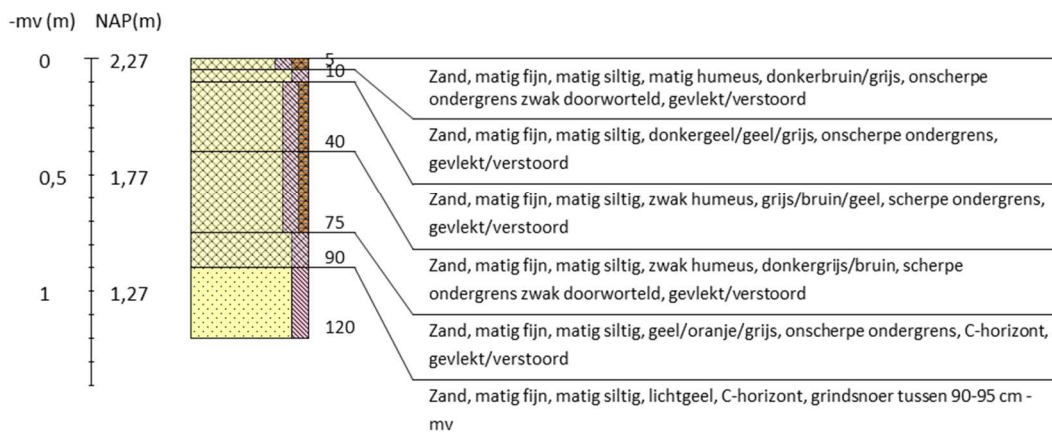 -mv (m) NAP(m)
0 2,27
5
10
Zand, matig fijn, matig siltig, matig humeus, donkerbruin/grijs, onscherpe
ondergrens zwak doorworteld, gevlekt/verstoord
Zand, matig fijn, matig siltig, donkergeel/geel/grijs, onscherpe ondergrens,
gevlekt/verstoord
40
0,5 1,77
Zand, matig fijn, matig siltig, zwak humeus, grijs/bruin/geel, scherpe ondergrens,
gevlekt/verstoord
75
90
Zand, matig fijn, matig siltig, zwak humeus, donkergrijs/bruin, scherpe
ondergrens zwak doorworteld, gevlekt/verstoord
1 1,27
120
Zand, matig fijn, matig siltig, geel/oranje/grijs, onscherpe ondergrens, C-horizont,
gevlekt/verstoord
Zand, matig fijn, matig siltig, lichtgeel, C-horizont, grindsnoer tussen 90-95 cm -
mv